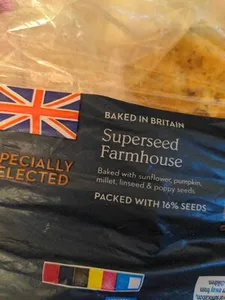 BAKED IN BRITAIN
Superseed
Farmhouse
Baked with sunflower, pumpkin,
millet, linseed & poppy seeds
PACKED WITH 16% SEEDS
PECIALLY
ELECTED